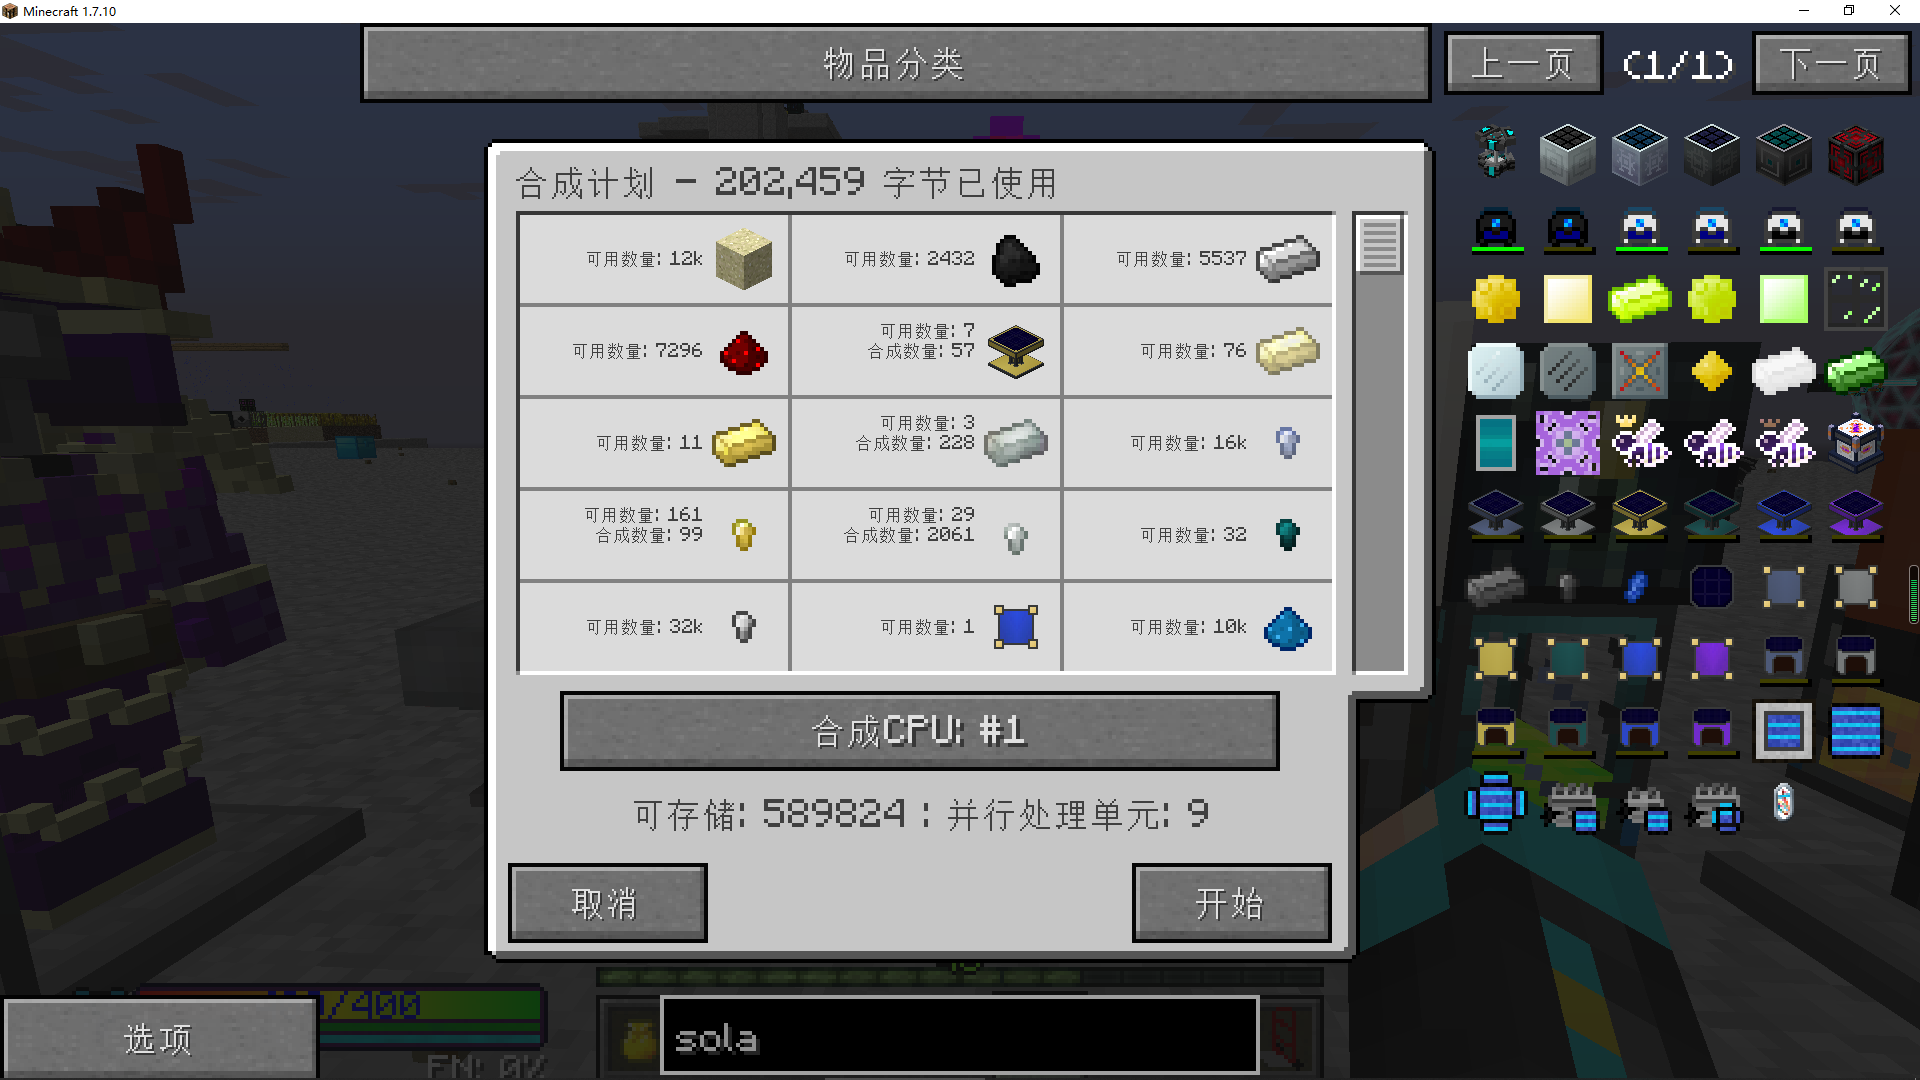 Minecraft 1.7.10
物品分类
上一页
(1/1)
下一页
合成计划 - 202,459 字节已使用
可用数量: 12k
可用数量: 2432
可用数量: 5537
可用数量: 7296
可用数量: 7
合成数量: 57
可用数量: 76
可用数量: 11
可用数量: 3
合成数量: 228
可用数量: 16k
可用数量: 161
合成数量: 99
可用数量: 29
合成数量: 2061
可用数量: 32
可用数量: 32k
可用数量: 1
可用数量: 10k
合成CPU: #1
可存储: 589824 : 并行处理单元: 9
取消
开始
/400
选项
sola